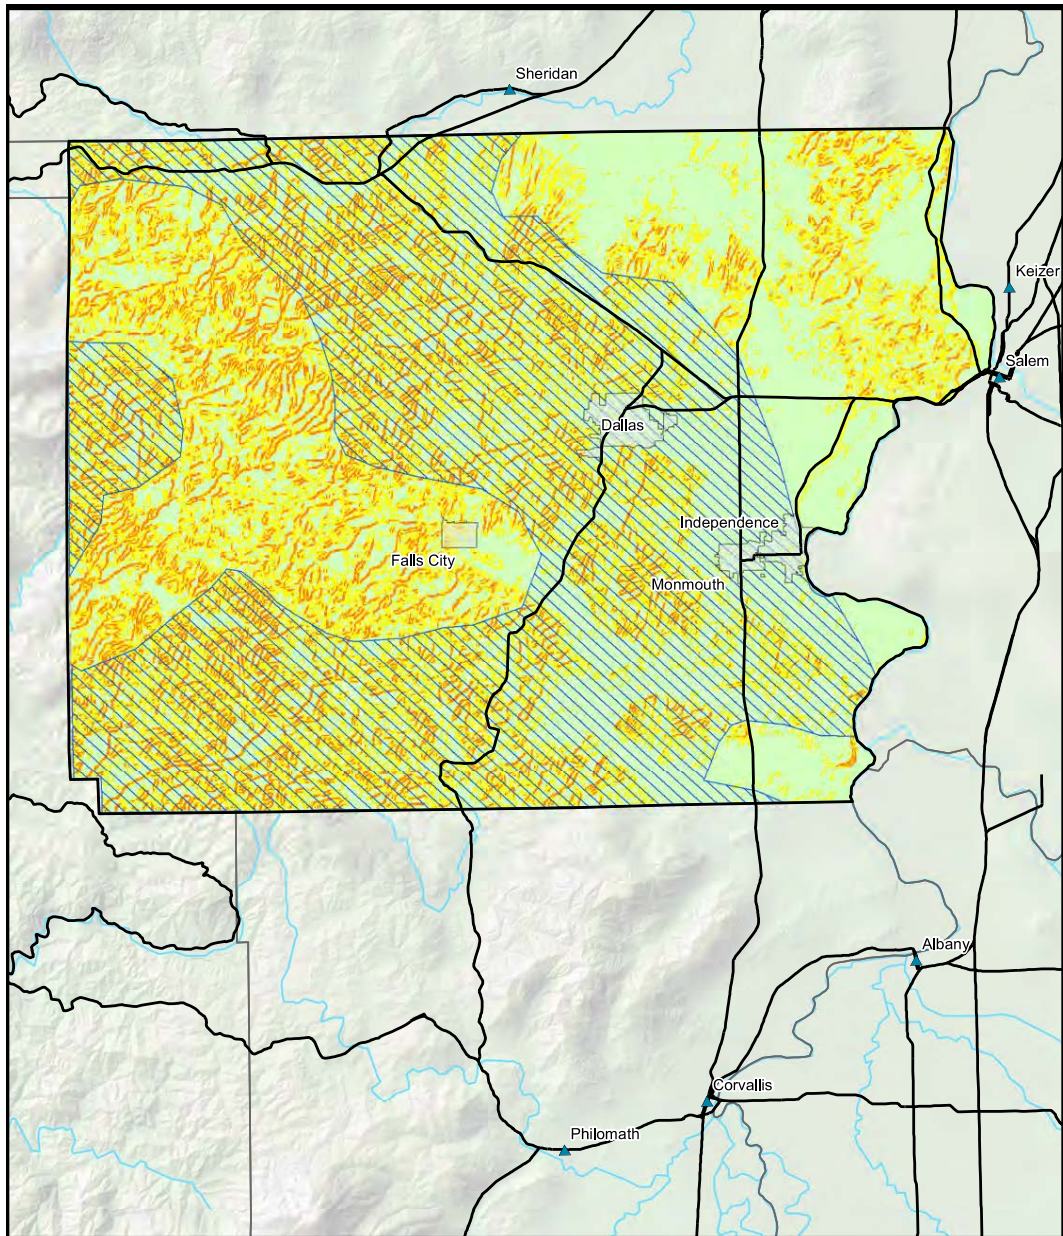 Sheridan
Keizer
Salem
Dallas
Independence
Falls City
Monmouth
Albany
Corvallis
Philomath